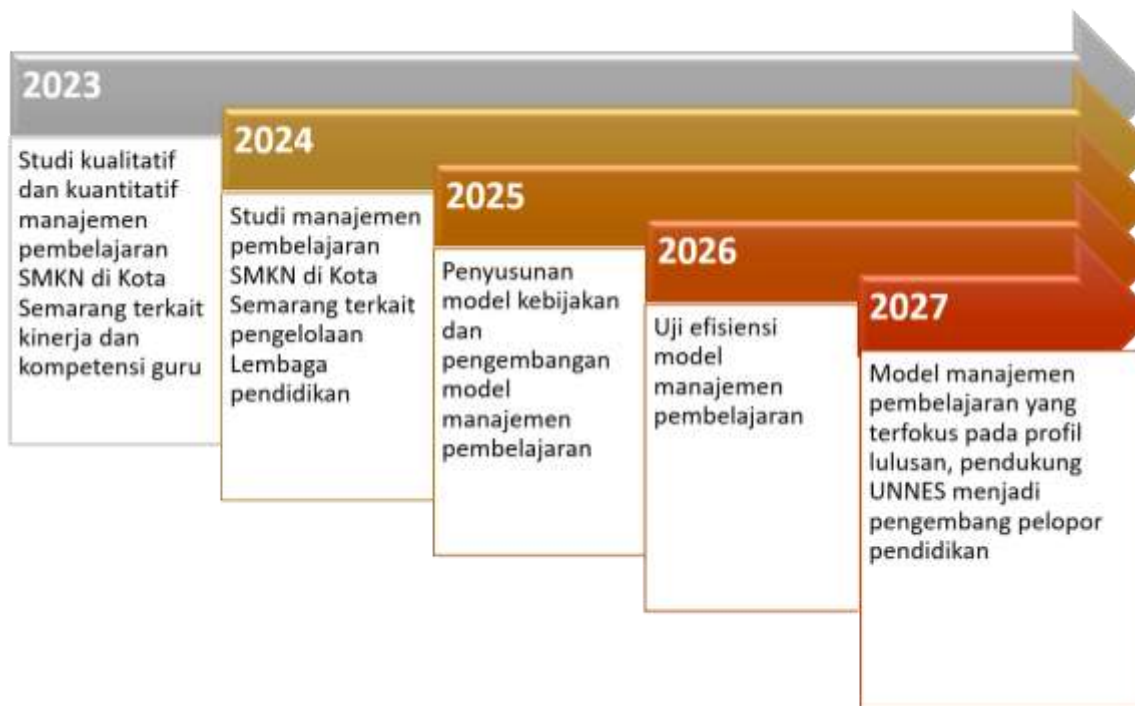 2023
Studi kualitatif
dan kuantitatif
manajemen
pembelajaran
SMKN di Kota
Semarang terkait
kinerja dan
kompetensi guru
2024
Studi manajemen
pembelajaran
SMKN di Kota
Semarang terkait
pengelolaan
Lembaga
pendidikan
2025
Penyusunan
model kebijakan
dan
pengembangan
model
manajemen
pembelajaran
2026
Uji efisiensi
model
manajemen
pembelajaran
2027
Model manajemen
pembelajaran yang
terfokus pada profil
lulusan, pendukung
UNNES menjadi
pengembang pelopor
pendidikan